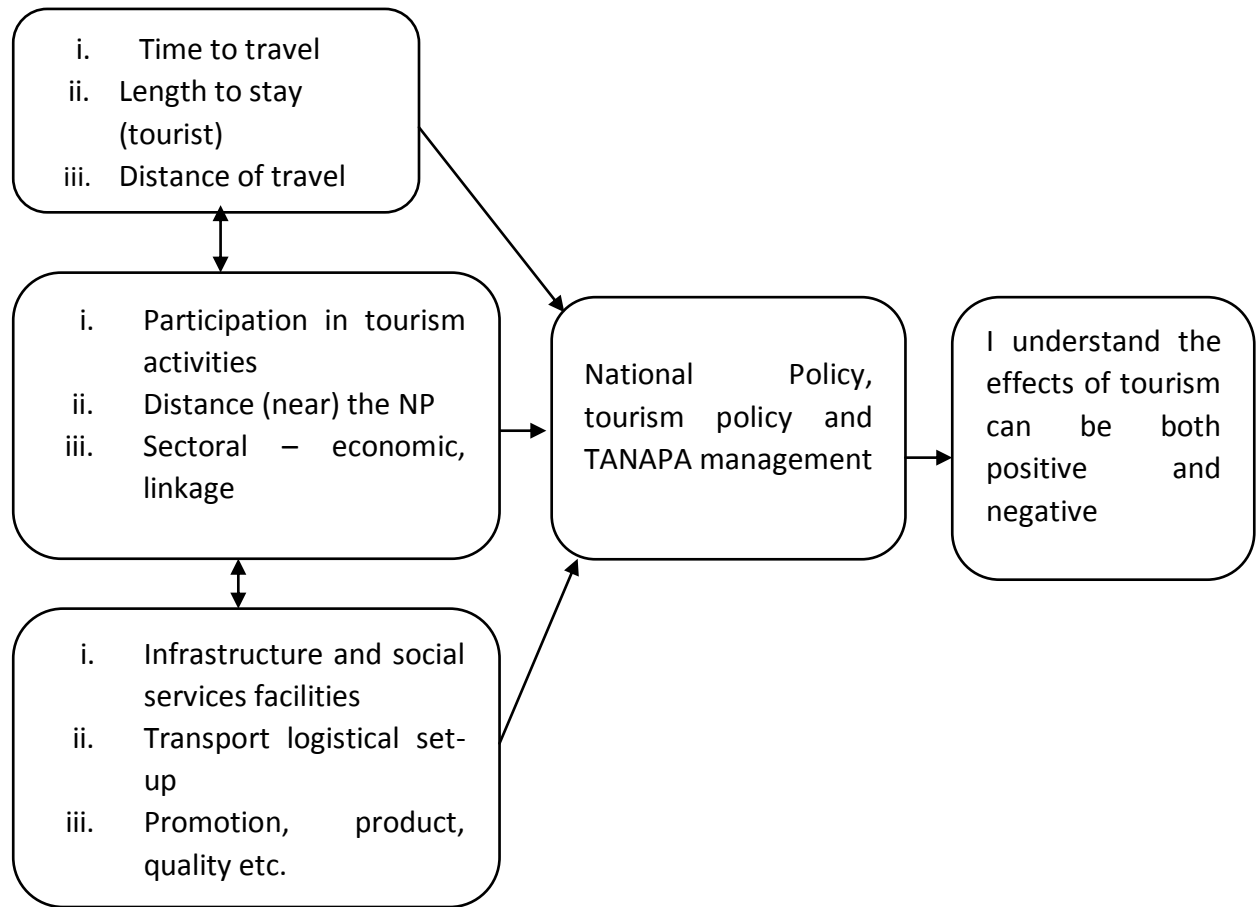 i. Time to travel
ii. Length to stay
(tourist)
iii. Distance of travel
i. Participation in tourism
activities
ii. Distance (near) the NP
iii. Sectoral – economic,
linkage
i. Infrastructure and social
services facilities
ii. Transport logistical set-
up
iii. Promotion, product,
quality etc.
National Policy,
tourism policy and
TANAPA management
I understand the
effects of tourism
can be both
positive and
negative